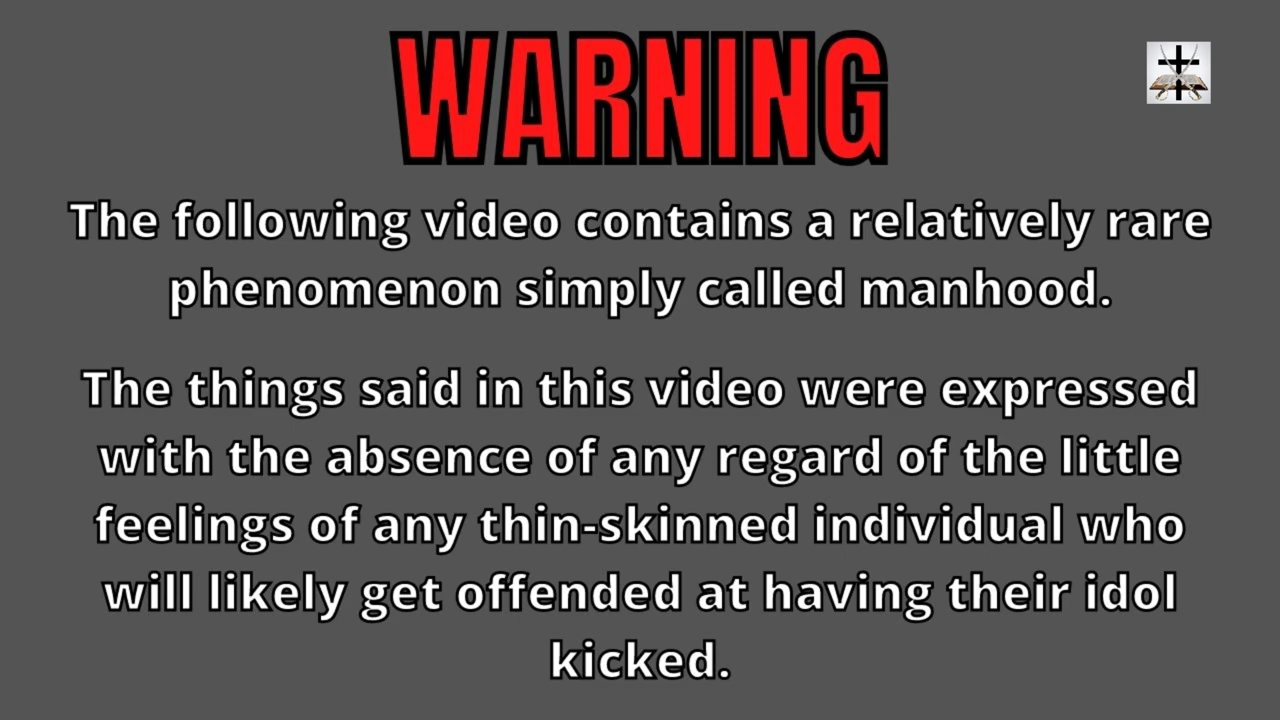 WARNING
The following video contains a relatively rare
phenomenon simply called manhood.
The things said in this video were expressed
with the absence of any regard of the little
feelings of any thin-skinned individual who
will likely get offended at having their idol
kicked.